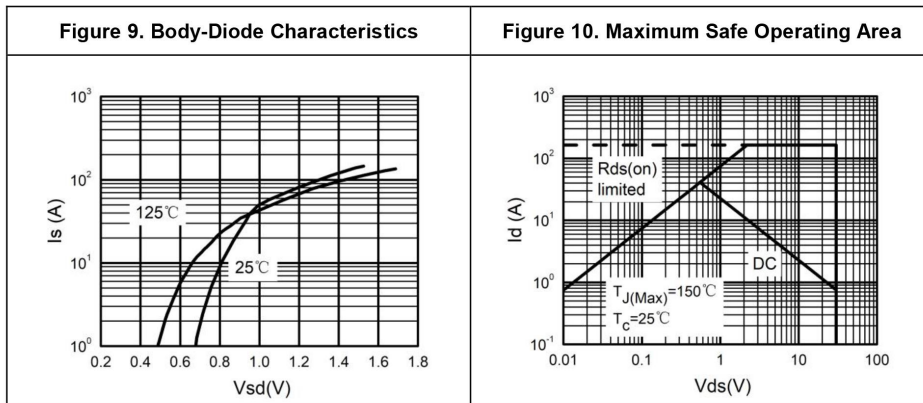 Figure 9. Body-Diode Characteristics
Figure 10. Maximum Safe Operating Area
10³
10²
10¹
10⁰
Is (A)
125℃
25℃
0.2 0.4 0.6 0.8 1.0 1.2 1.4 1.6 1.8
Vsd(V)
10³
10²
10¹
10⁰
10⁻¹
Id (A)
Rds(on)
limited
DC
TJ(Max)=150℃
Tc=25℃
0.01 0.1 1 10 100
Vds(V)